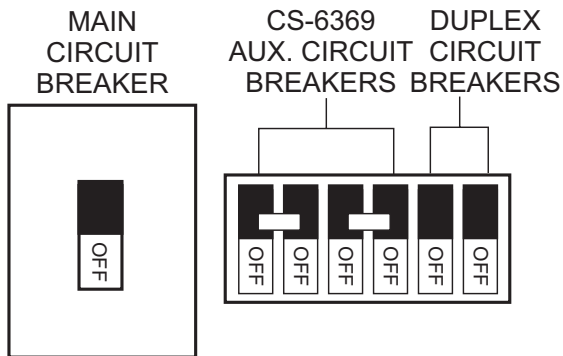 MAIN
CIRCUIT
BREAKER
CS-6369
AUX. CIRCUIT
BREAKERS
DUPLEX
CIRCUIT
BREAKERS
OFF
OFF
OFF
OFF
OFF
OFF
OFF